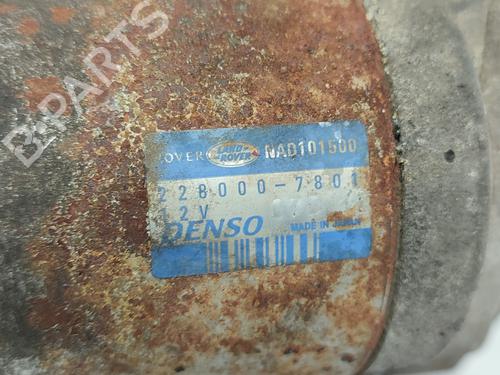 B-PARTS
ROVER LAND ROVER NAD101500
228000-7801
12V
DENSO MADE IN JAPAN